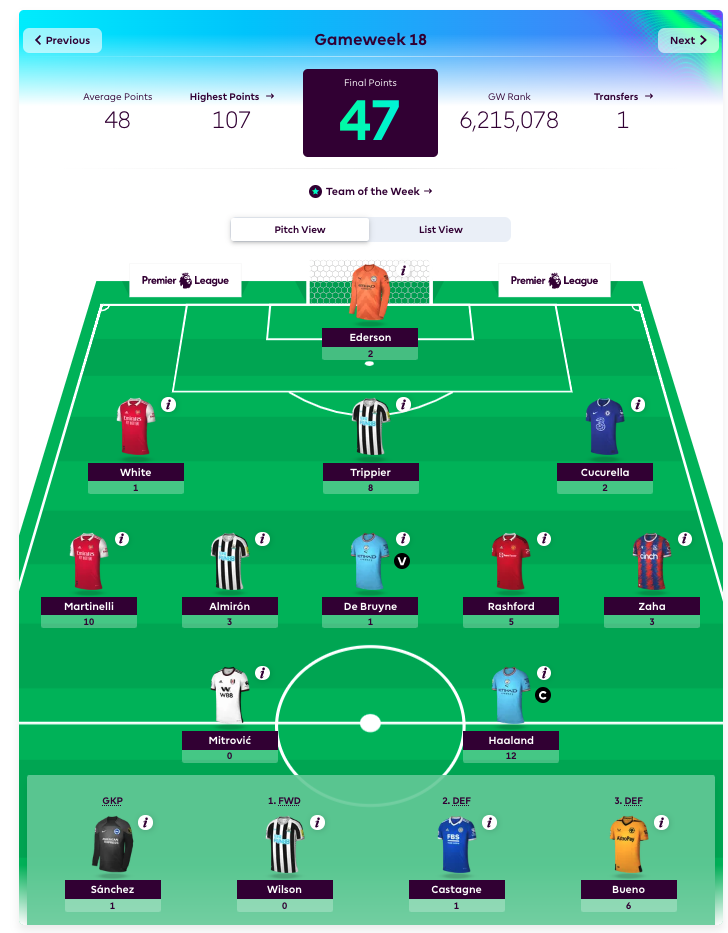 Previous
Gameweek 18
Next
Average Points
48
Highest Points →
107
Final Points
47
GW Rank
6,215,078
Transfers →
1
Team of the Week →
Pitch View
List View
Premier League
Premier League
i
Ederson
2
i
i
i
White
1
Trippier
8
Cucurella
2
i
i
i
i
i
V
Martinelli
10
Almirón
3
De Bruyne
1
Rashford
5
Zaha
3
i
i
C
Mitrović
0
Haaland
12
GKP
1. FWD
2. DEF
3. DEF
i
i
i
i
Sánchez
1
Wilson
0
Castagne
1
Bueno
6